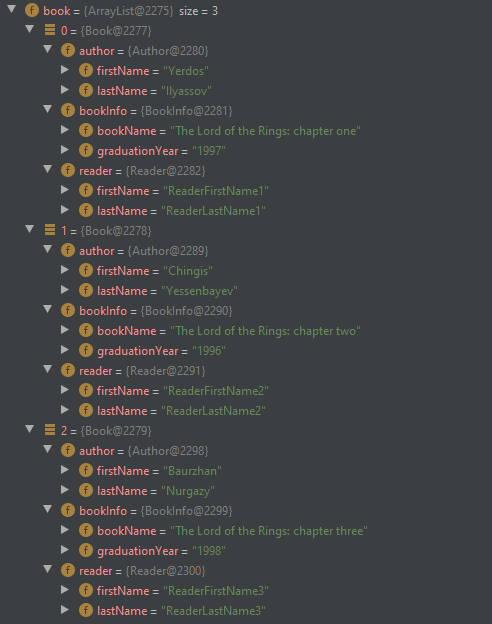 book = {ArrayList@2275} size = 3
0 = {Book@2277}
author = {Author@2280}
firstName = "Yerdos"
lastName = "Ilyassov"
bookInfo = {BookInfo@2281}
bookName = "The Lord of the Rings: chapter one"
graduationYear = "1997"
reader = {Reader@2282}
firstName = "ReaderFirstName1"
lastName = "ReaderLastName1"
1 = {Book@2278}
author = {Author@2289}
firstName = "Chingis"
lastName = "Yessenbayev"
bookInfo = {BookInfo@2290}
bookName = "The Lord of the Rings: chapter two"
graduationYear = "1996"
reader = {Reader@2291}
firstName = "ReaderFirstName2"
lastName = "ReaderLastName2"
2 = {Book@2279}
author = {Author@2298}
firstName = "Baurzhan"
lastName = "Nurgazy"
bookInfo = {BookInfo@2299}
bookName = "The Lord of the Rings: chapter three"
graduationYear = "1998"
reader = {Reader@2300}
firstName = "ReaderFirstName3"
lastName = "ReaderLastName3"